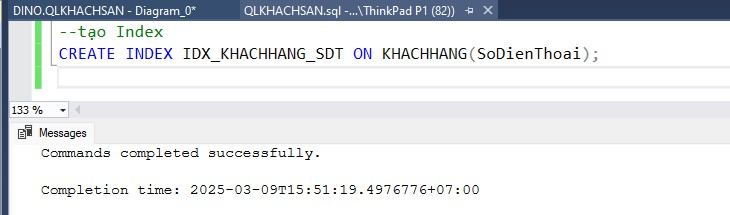 DINO.QLKHACHSAN - Diagram_0*
QLKHACHSAN.sql -...\ThinkPad P1 (82))*
--tạo Index
CREATE INDEX IDX_KHACHHANG_SDT ON KHACHHANG(SoDienThoai);
133 %
Messages
Commands completed successfully.
Completion time: 2025-03-09T15:51:19.4976776+07:00